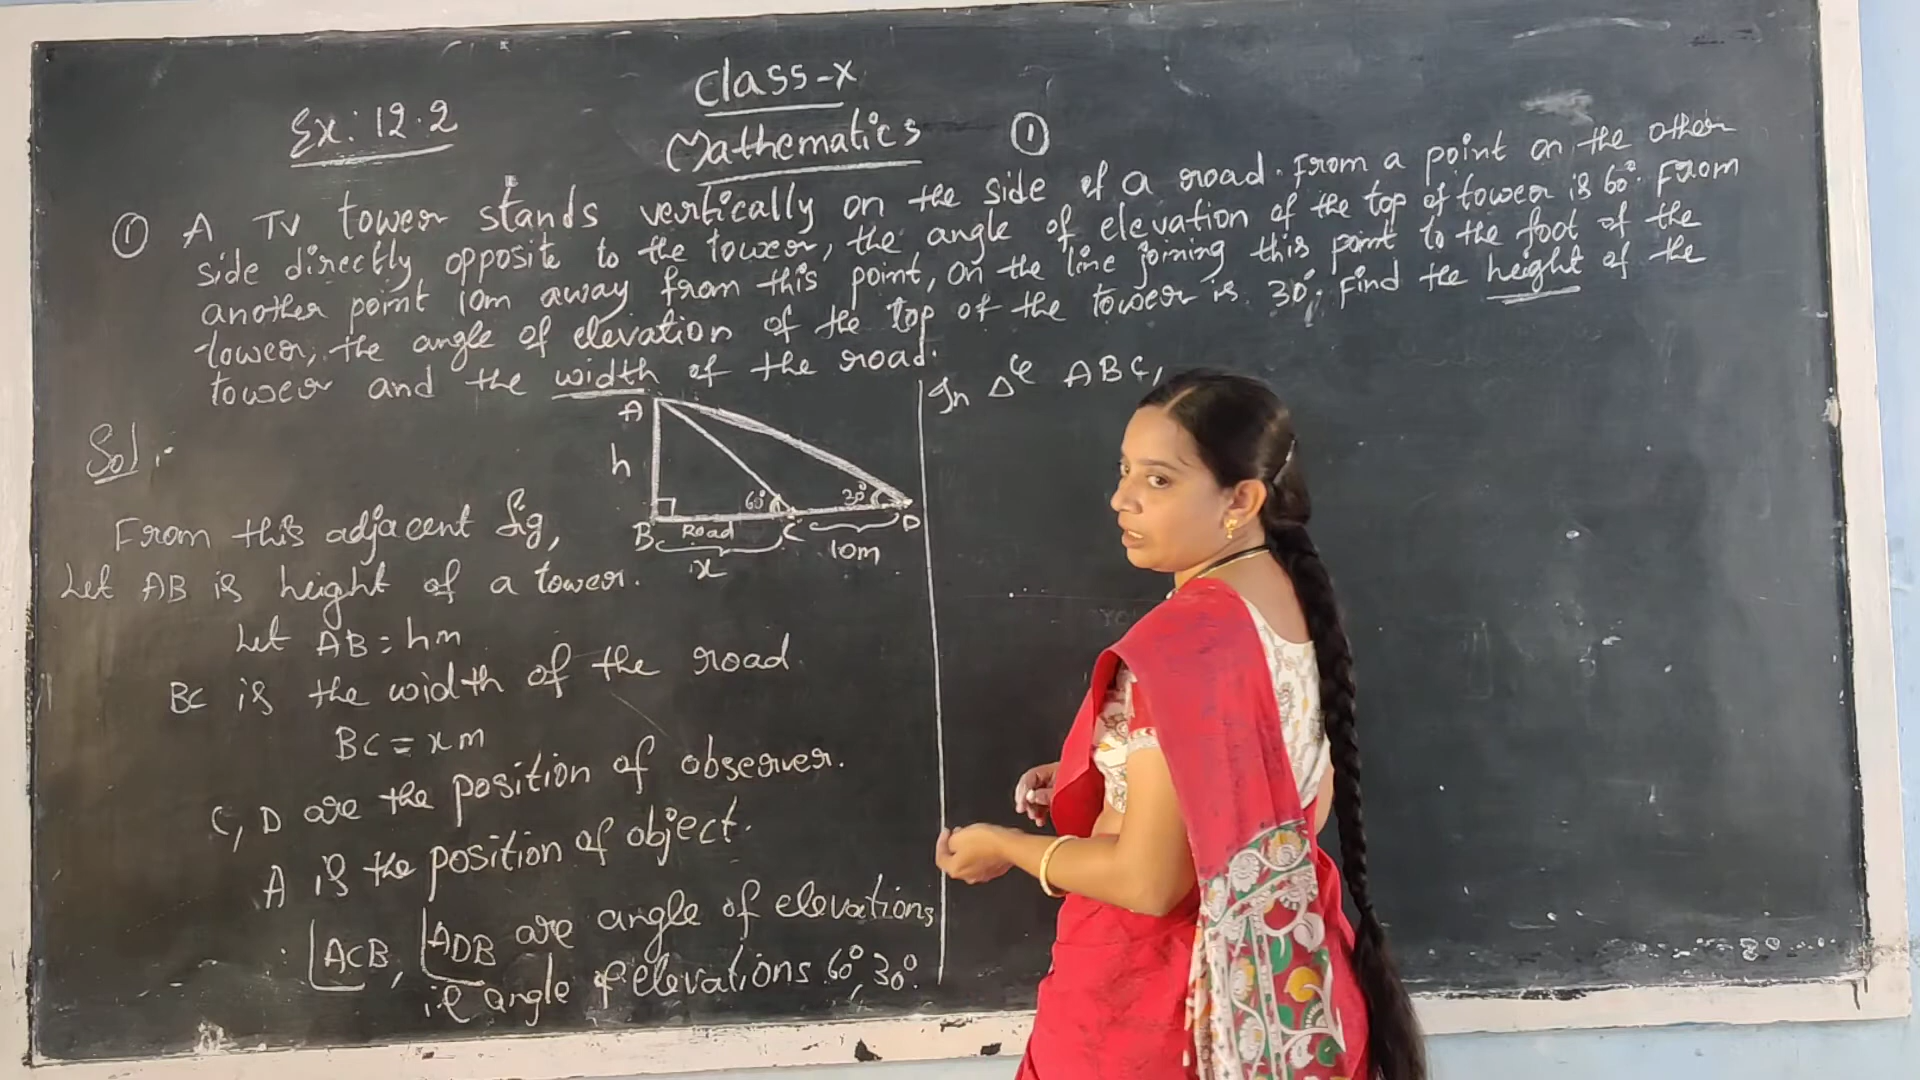 Class-X
Ex: 12.2
Mathematics
①
① A TV tower stands vertically on the side of a road. From a point on the other
side directly opposite to the tower, the angle of elevation of the top of tower is 60°. From
another point 10m away from this point, on the line joining this point to the foot of the
tower, the angle of elevation of the top of the tower is 30°. Find the height of the
tower and the width of the road.
Sol:-
A
h
60°
30°
B
Road
C
D
x
10m
From this adjacent fig,
Let AB is height of a tower.
Let AB = hm
BC is the width of the road.
BC = xm
C, D are the position of observer.
A is the position of object.
∠ACB, ∠ADB are angle of elevations
ie angle of elevations 60°, 30°.
In Δle ABC,